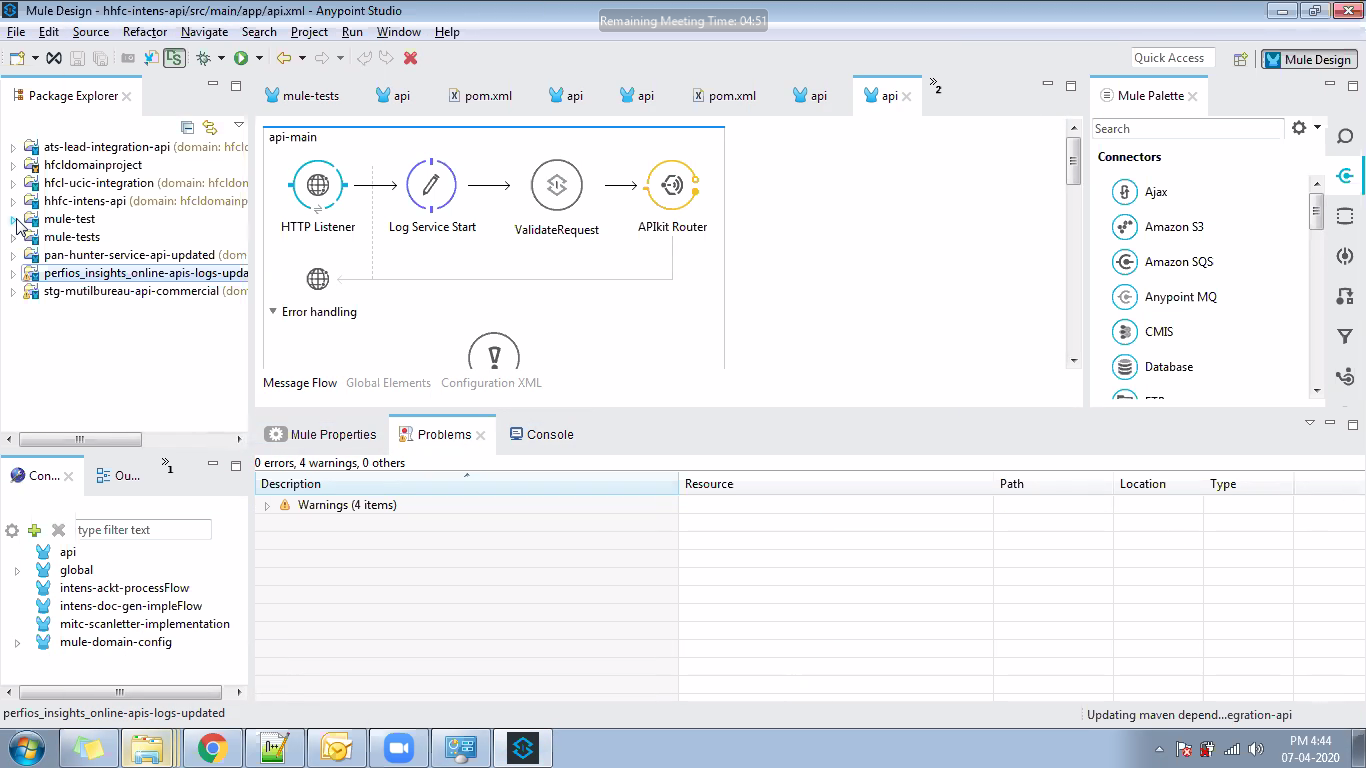 Mule Design - hhfc-intens-api/src/main/app/api.xml - Anypoint Studio
Remaining Meeting Time: 04:51
File Edit Source Refactor Navigate Search Project Run Window Help
Quick Access
Mule Design
Package Explorer
mule-tests api pom.xml api api pom.xml api api 2
Mule Palette
ats-lead-integration-api (domain: hfcl
hfcldomainproject
hfcl-ucic-integration (domain: hfcldom
hhfc-intens-api (domain: hfcldomainp
mule-test
mule-tests
pan-hunter-service-api-updated (dom
perfios_insights_online-apis-logs-upda
stg-mutilbureau-api-commercial (dom
api-main
HTTP Listener
Log Service Start
ValidateRequest
APIkit Router
Error handling
Message Flow Global Elements Configuration XML
Search
Connectors
Ajax
Amazon S3
Amazon SQS
Anypoint MQ
CMIS
Database
Mule Properties Problems Console
0 errors, 4 warnings, 0 others
Description Resource Path Location Type
Warnings (4 items)
Con... Ou... 1
type filter text
api
global
intens-ackt-processFlow
intens-doc-gen-impleFlow
mitc-scanletter-implementation
mule-domain-config
perfios_insights_online-apis-logs-updated
Updating maven depend...egration-api
PM 4:44
07-04-2020